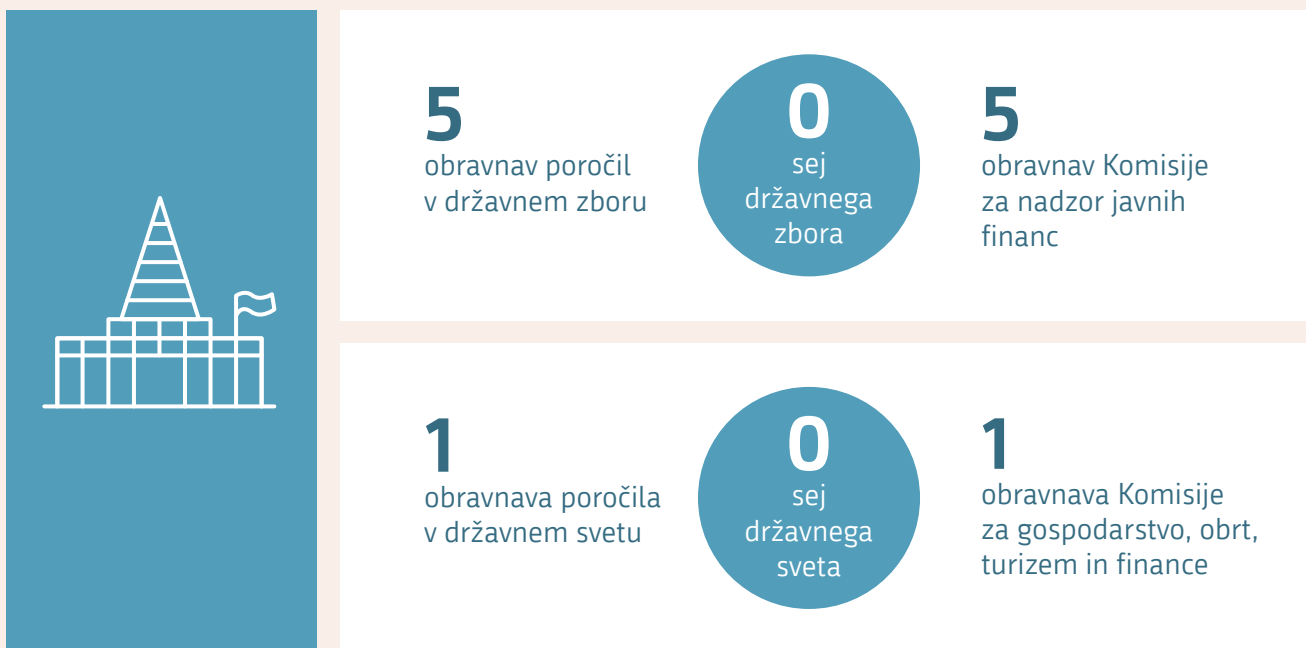 5
obravnav poročil
v državnem zboru
0
sej
državnega
zbora
5
obravnav Komisije
za nadzor javnih
financ
1
obravnava poročila
v državnem svetu
0
sej
državnega
sveta
1
obravnava Komisije
za gospodarstvo, obrt,
turizem in finance